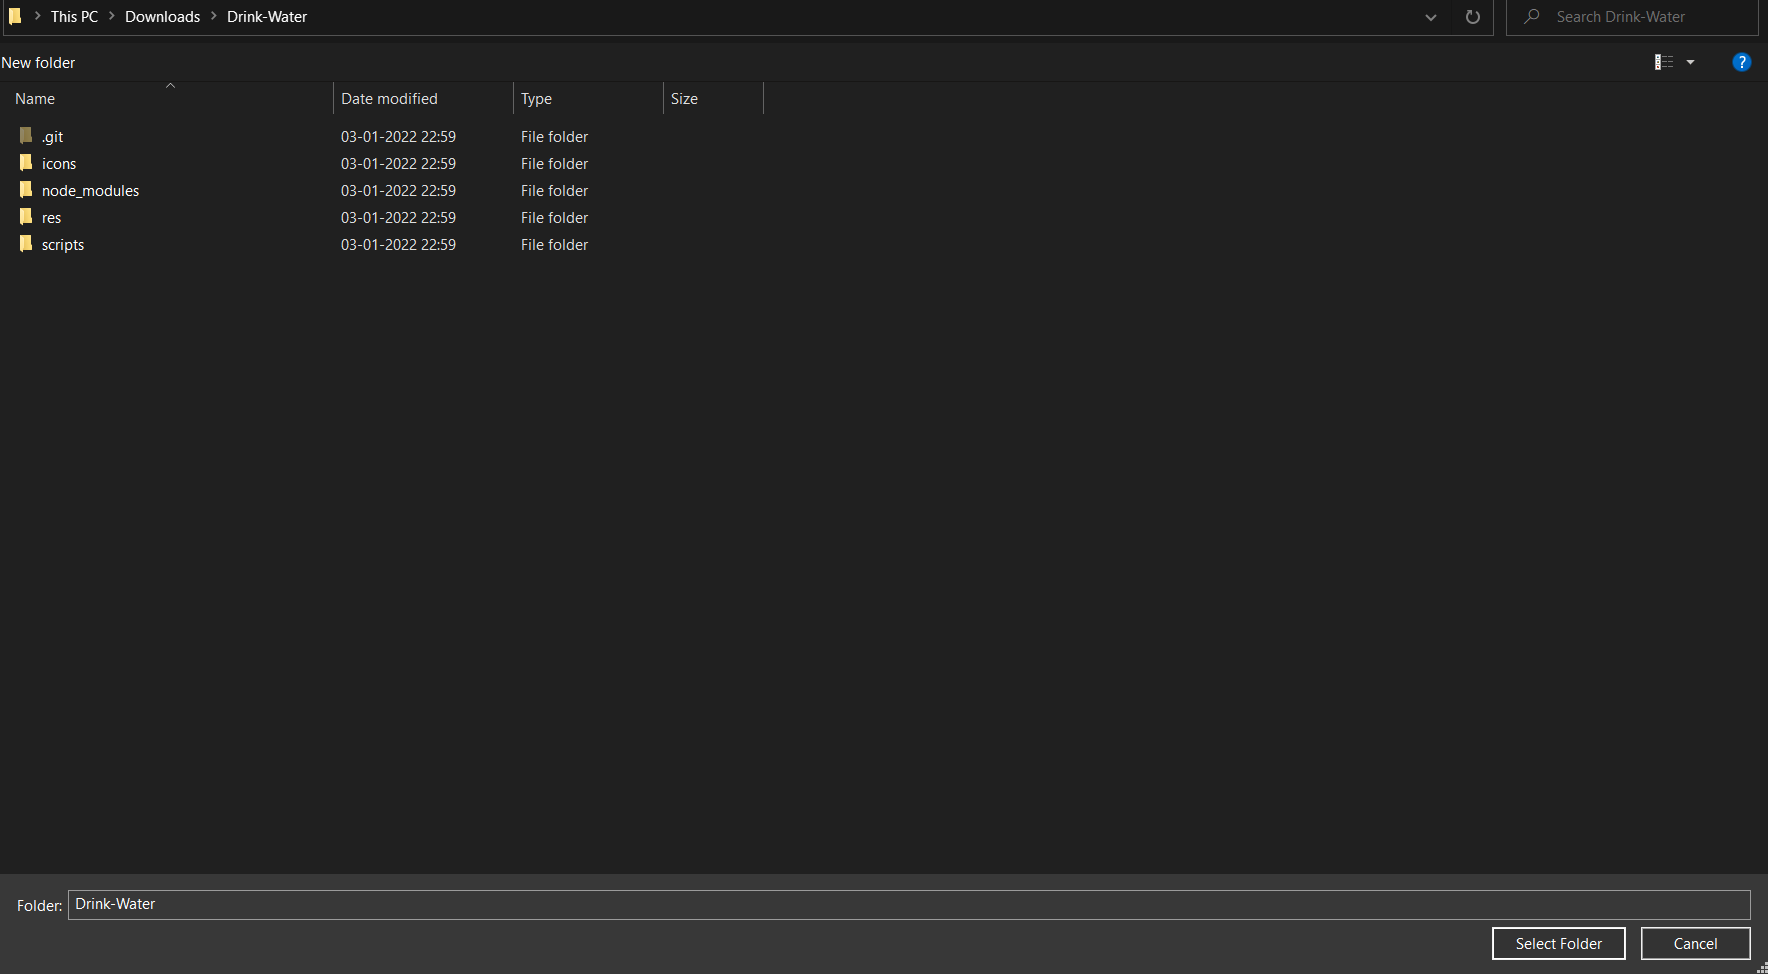 This PC Downloads Drink-Water Search Drink-Water
New folder ?
Name Date modified Type Size
.git 03-01-2022 22:59 File folder
icons 03-01-2022 22:59 File folder
node_modules 03-01-2022 22:59 File folder
res 03-01-2022 22:59 File folder
scripts 03-01-2022 22:59 File folder
Folder: Drink-Water
Select Folder Cancel